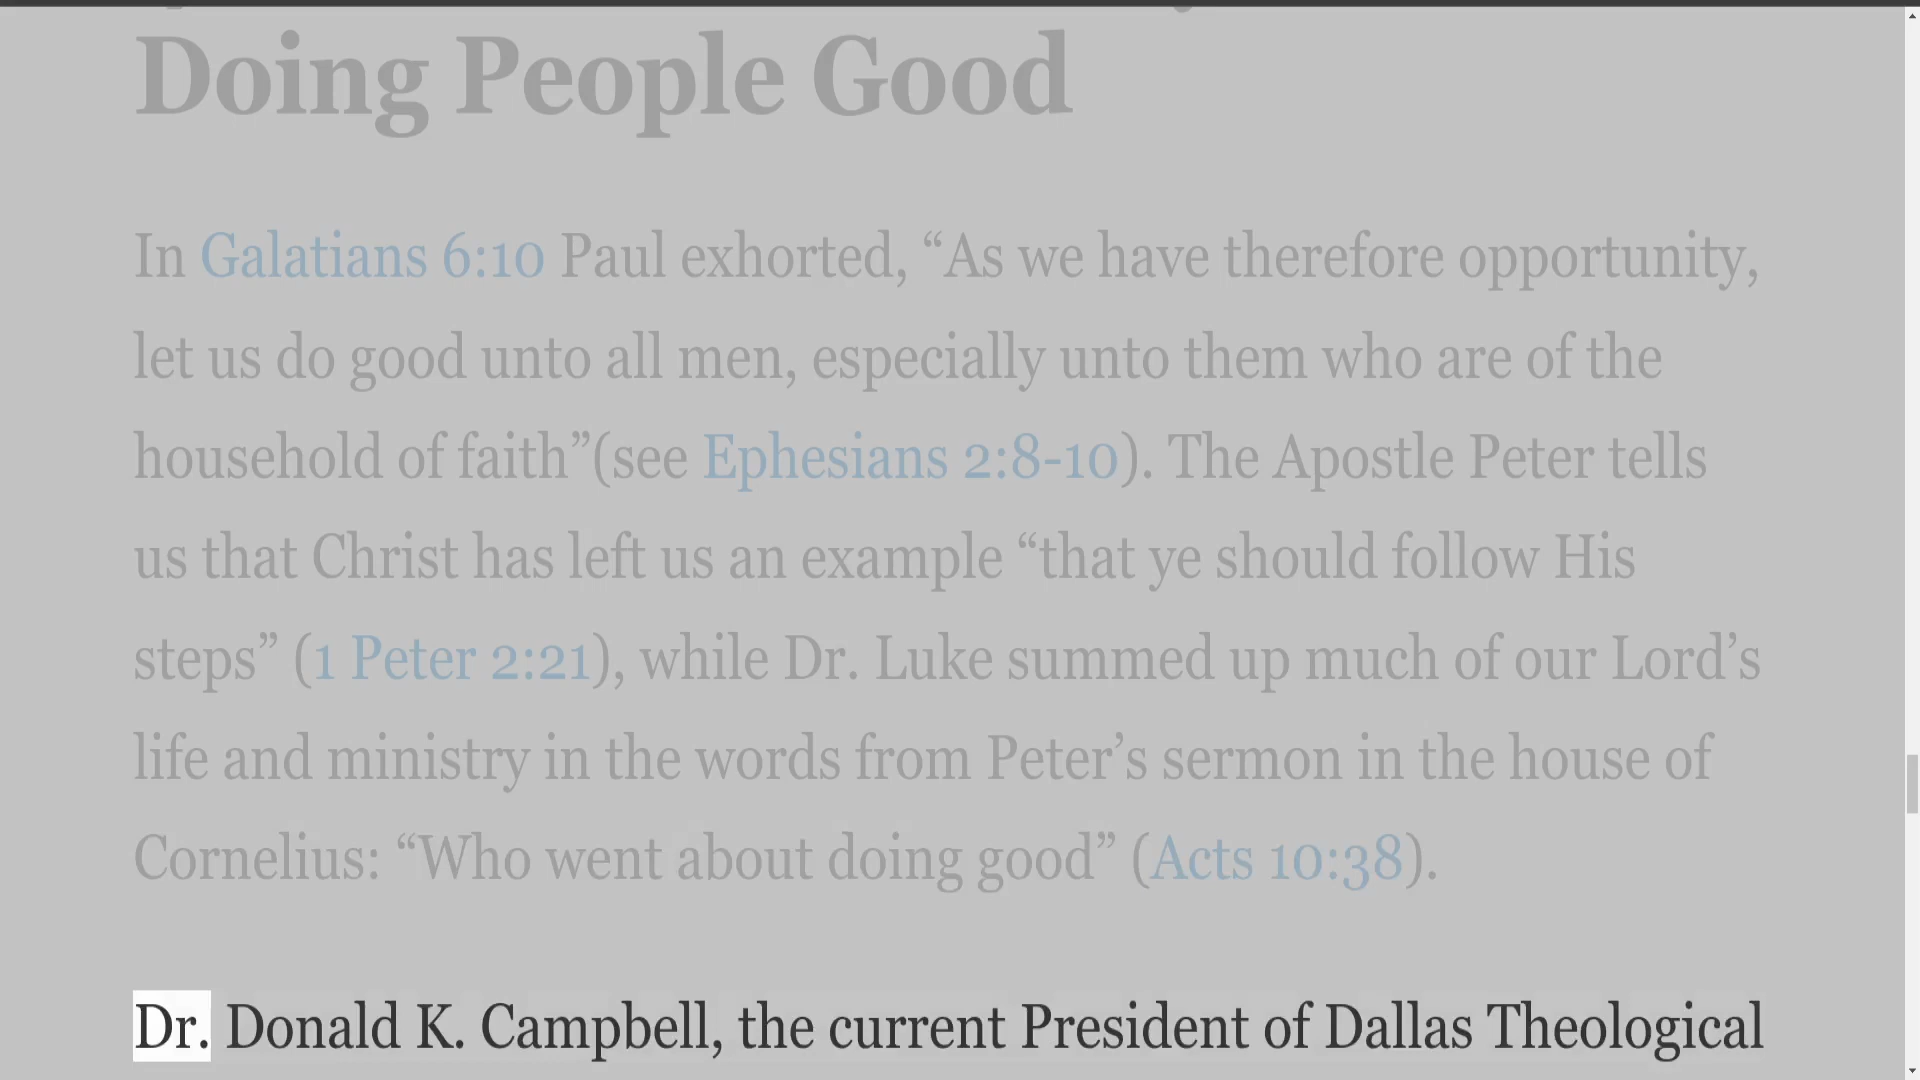 Doing People Good
In Galatians 6:10 Paul exhorted, “As we have therefore opportunity,
let us do good unto all men, especially unto them who are of the
household of faith”(see Ephesians 2:8-10). The Apostle Peter tells
us that Christ has left us an example “that ye should follow His
steps” (1 Peter 2:21), while Dr. Luke summed up much of our Lord’s
life and ministry in the words from Peter’s sermon in the house of
Cornelius: “Who went about doing good” (Acts 10:38).
Dr. Donald K. Campbell, the current President of Dallas Theological